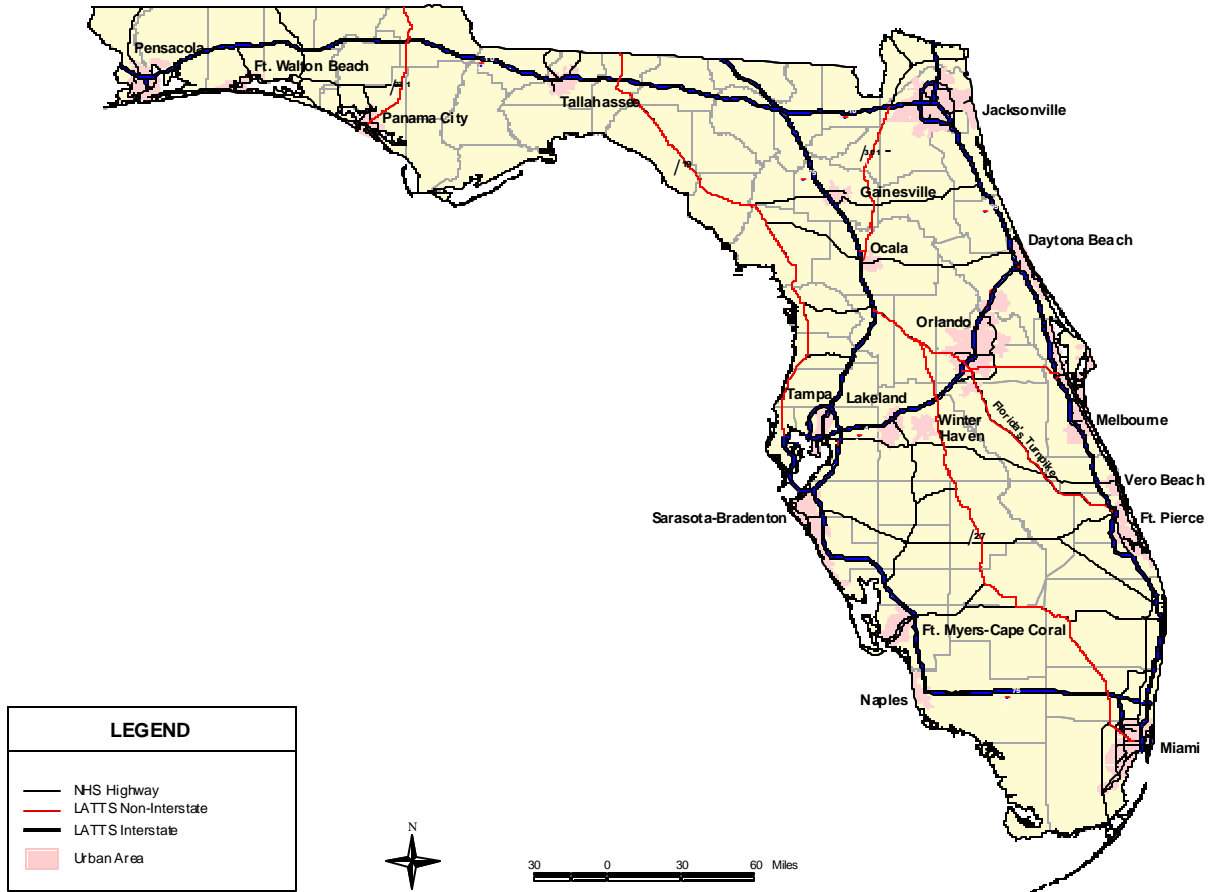 Pensacola
Ft. Walton Beach
Tallahassee
Panama City
Jacksonville
19
Gainesville
Daytona Beach
Ocala
Orlando
Tampa
Lakeland
Winter
Haven
Florida's Turnpike
Melbourne
Vero Beach
Sarasota-Bradenton
Ft. Pierce
27
Ft. Myers-Cape Coral
75
Naples
Miami
LEGEND
NHS Highway
LATTS Non-Interstate
LATTS Interstate
Urban Area
N
30 0 30 60 Miles